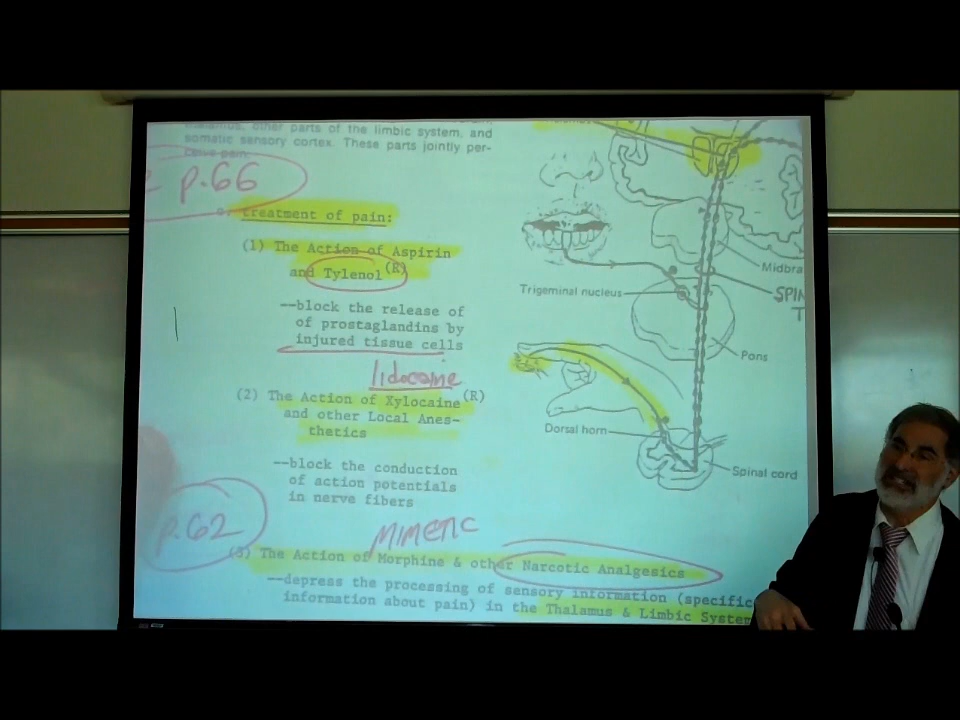 thalamus, other parts of the limbic system, and
somatic sensory cortex. These parts jointly per-
ceive pain.
p.66
treatment of pain:
(1) The Action of Aspirin
and Tylenol(R)
--block the release of
of prostaglandins by
injured tissue cells
lidocaine
(2) The Action of Xylocaine(R)
and other Local Anes-
thetics
--block the conduction
of action potentials
in nerve fibers
p.62
MIMETIC
(3) The Action of Morphine & other Narcotic Analgesics
--depress the processing of sensory information (specific
information about pain) in the Thalamus & Limbic System
Midbra
Trigeminal nucleus
SPIN
T
Pons
Dorsal horn
Spinal cord